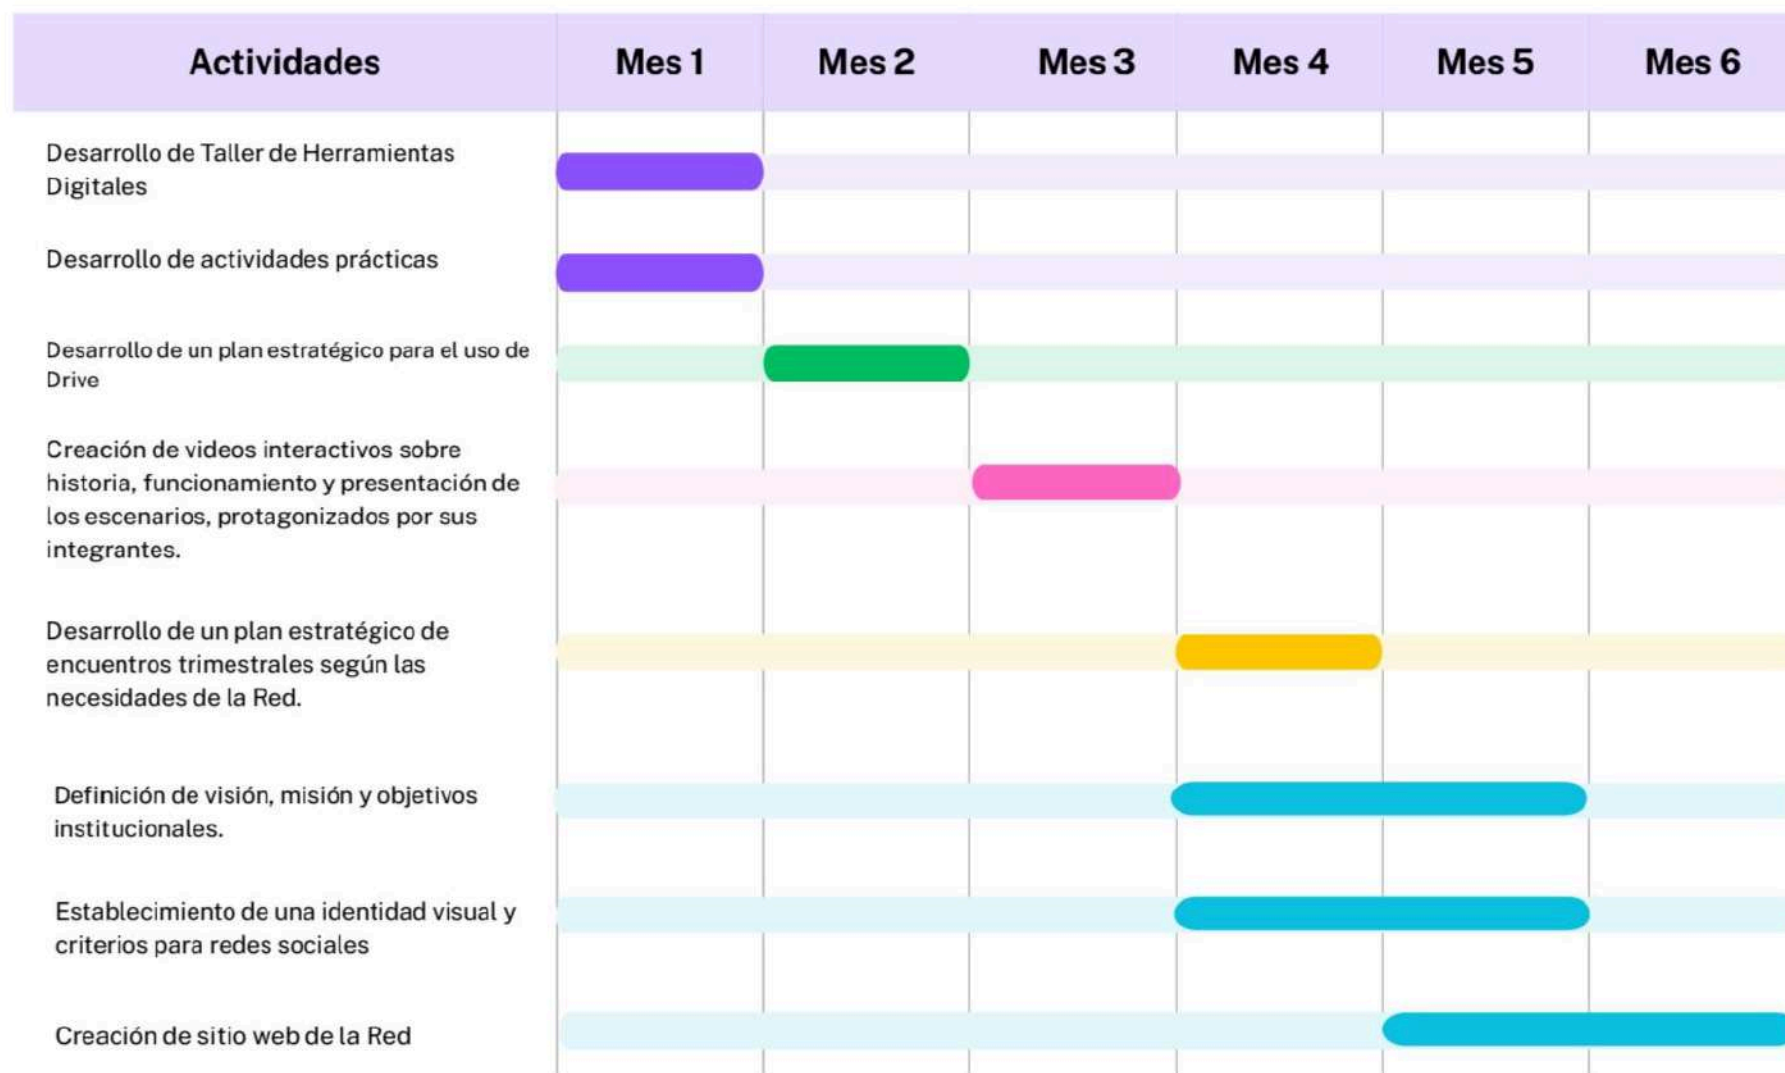 Actividades Mes 1 Mes 2 Mes 3 Mes 4 Mes 5 Mes 6
Desarrollo de Taller de Herramientas
Digitales
Desarrollo de actividades prácticas
Desarrollo de un plan estratégico para el uso de
Drive
Creación de videos interactivos sobre
historia, funcionamiento y presentación de
los escenarios, protagonizados por sus
integrantes.
Desarrollo de un plan estratégico de
encuentros trimestrales según las
necesidades de la Red.
Definición de visión, misión y objetivos
institucionales.
Establecimiento de una identidad visual y
criterios para redes sociales
Creación de sitio web de la Red